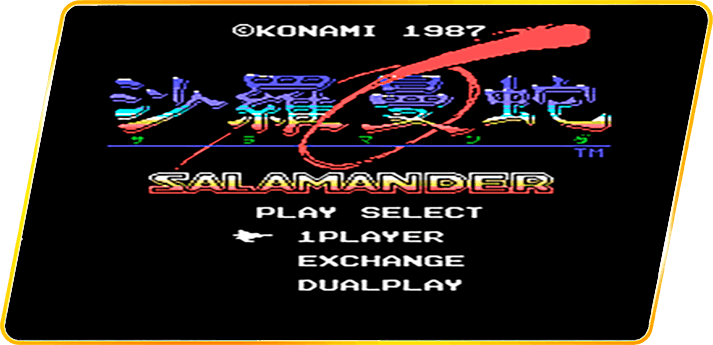 ©KONAMI 1987
沙羅曼蛇
サラマンダ
TM
SALAMANDER
PLAY SELECT
1PLAYER
EXCHANGE
DUALPLAY